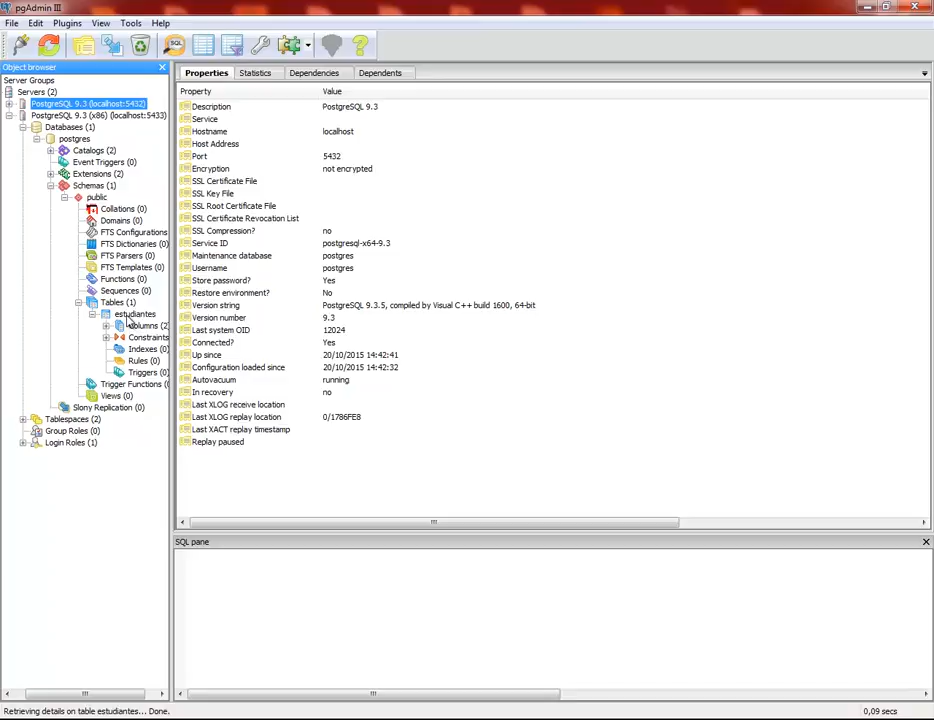 pgAdmin III
File Edit Plugins View Tools Help
SQL
Object browser
Server Groups
Servers (2)
PostgreSQL 9.3 (localhost:5432)
PostgreSQL 9.3 (x86) (localhost:5433)
Databases (1)
postgres
Catalogs (2)
Event Triggers (0)
Extensions (2)
Schemas (1)
public
Collations (0)
Domains (0)
FTS Configurations
FTS Dictionaries (0)
FTS Parsers (0)
FTS Templates (0)
Functions (0)
Sequences (0)
Tables (1)
estudiantes
Columns (2
Constraints
Indexes (0)
Rules (0)
Triggers (0)
Trigger Functions (
Views (0)
Slony Replication (0)
Tablespaces (2)
Group Roles (0)
Login Roles (1)
Properties Statistics Dependencies Dependents
Property Value
Description PostgreSQL 9.3
Service
Hostname localhost
Host Address
Port 5432
Encryption not encrypted
SSL Certificate File
SSL Key File
SSL Root Certificate File
SSL Certificate Revocation List
SSL Compression? no
Service ID postgresql-x64-9.3
Maintenance database postgres
Username postgres
Store password? Yes
Restore environment? No
Version string PostgreSQL 9.3.5, compiled by Visual C++ build 1600, 64-bit
Version number 9.3
Last system OID 12024
Connected? Yes
Up since 20/10/2015 14:42:41
Configuration loaded since 20/10/2015 14:42:32
Autovacuum running
In recovery no
Last XLOG receive location
Last XLOG replay location 0/1786FE8
Last XACT replay timestamp
Replay paused
SQL pane
Retrieving details on table estudiantes... Done. 0,09 secs